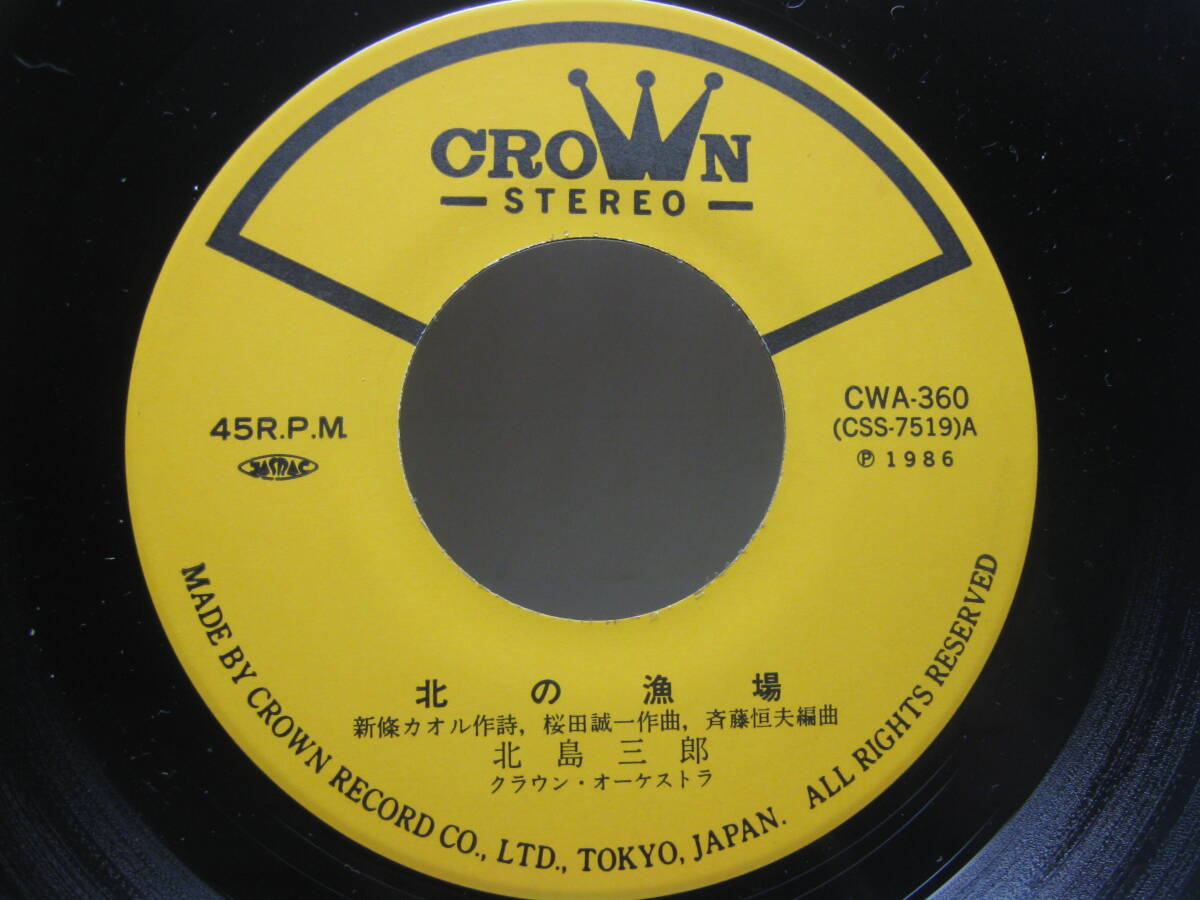 CROWN
STEREO
45R.P.M.
JASRAC
CWA-360
(CSS-7519)A
Ⓟ 1986
北の漁場
新條カオル作詩, 桜田誠一作曲, 斉藤恒夫編曲
北島三郎
クラウン・オーケストラ
MADE BY CROWN RECORD CO., LTD., TOKYO, JAPAN. ALL RIGHTS RESERVED